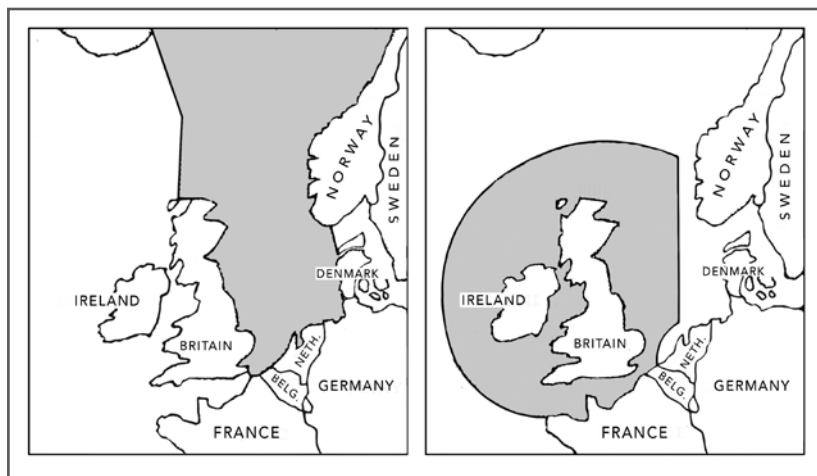 NORWAY
SWEDEN
DENMARK
IRELAND
BRITAIN
NETH.
BELG.
GERMANY
FRANCE
NORWAY
SWEDEN
DENMARK
IRELAND
BRITAIN
NETH.
BELG.
GERMANY
FRANCE